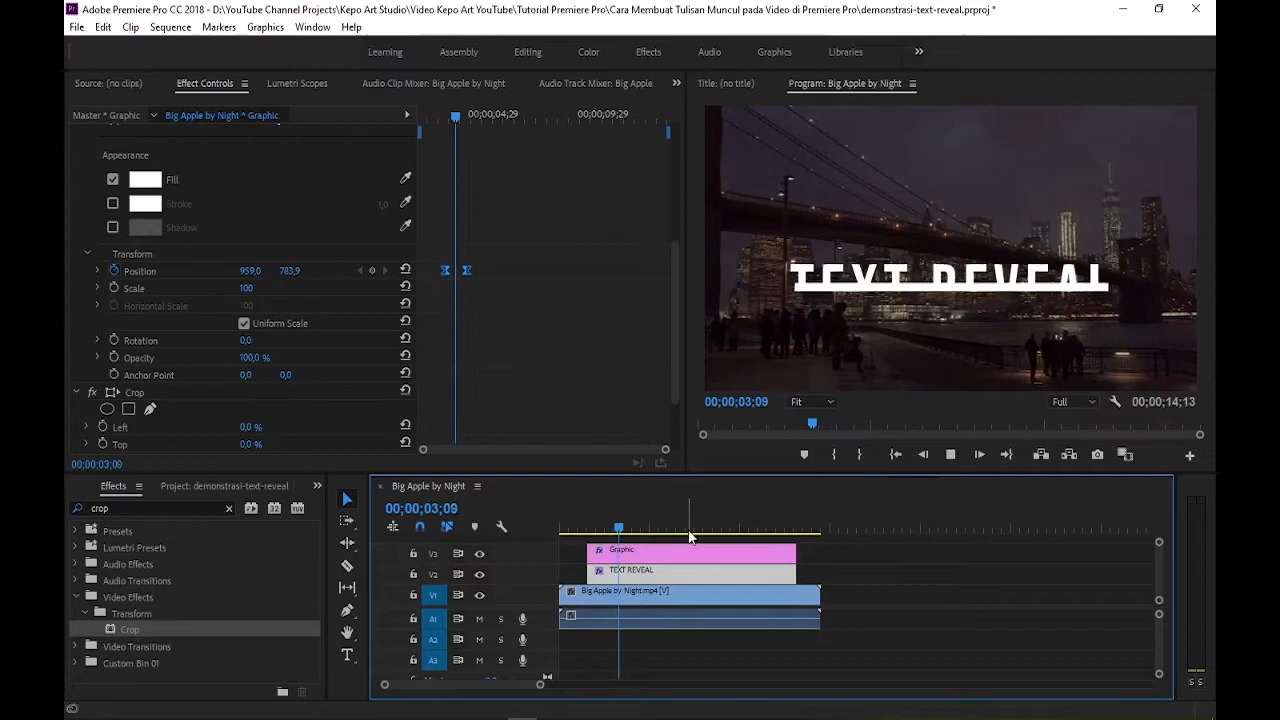 Adobe Premiere Pro CC 2018 - D:\YouTube Channel Projects\Kepo Art Studio\Video Kepo Art YouTube\Tutorial Premiere Pro\Cara Membuat Tulisan Muncul pada Video di Premiere Pro\demonstrasi-text-reveal.prproj *
File Edit Clip Sequence Markers Graphics Window Help
Learning Assembly Editing Color Effects Audio Graphics Libraries
Source: (no clips) Effect Controls Lumetri Scopes Audio Clip Mixer: Big Apple by Night Audio Track Mixer: Big Apple
Title: (no title) Program: Big Apple by Night
Master * Graphic Big Apple by Night * Graphic 00;00;04;29 00;00;09;29
Appearance
Fill
Stroke 1,0
Shadow
Transform
Position 959,0 783,9
Scale 100
Horizontal Scale 100
Uniform Scale
Rotation 0,0
Opacity 100,0 %
Anchor Point 0,0 0,0
fx Crop
Left 0,0 %
Top 0,0 %
00;00;03;09
TEXT REVEAL
00;00;03;09 Fit Full 00;00;14;13
Effects Project: demonstrasi-text-reveal
crop
Presets
Lumetri Presets
Audio Effects
Audio Transitions
Video Effects
Transform
Crop
Video Transitions
Custom Bin 01
Big Apple by Night
00;00;03;09
V3 fx Graphic
V2 fx TEXT REVEAL
V1 fx Big Apple by Night.mp4 [V]
A1 M S fx
A2 M S
A3 M S
S S